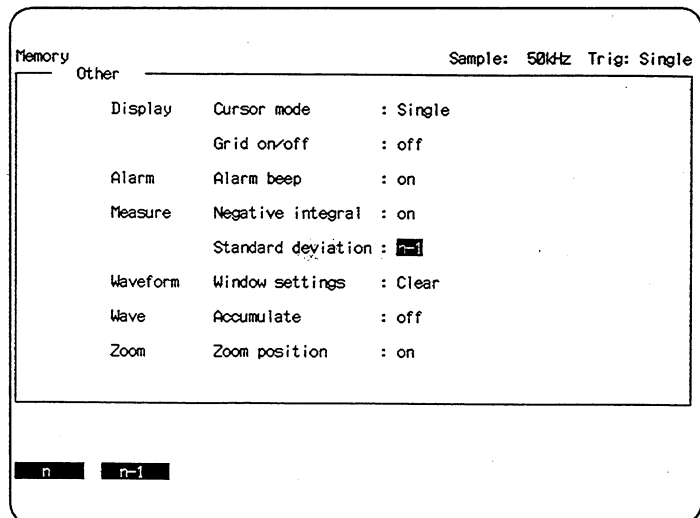 Memory Sample: 50kHz Trig: Single
Other
Display Cursor mode : Single
Grid on/off : off
Alarm Alarm beep : on
Measure Negative integral : on
Standard deviation : n-1
Waveform Window settings : Clear
Wave Accumulate : off
Zoom Zoom position : on
n n-1